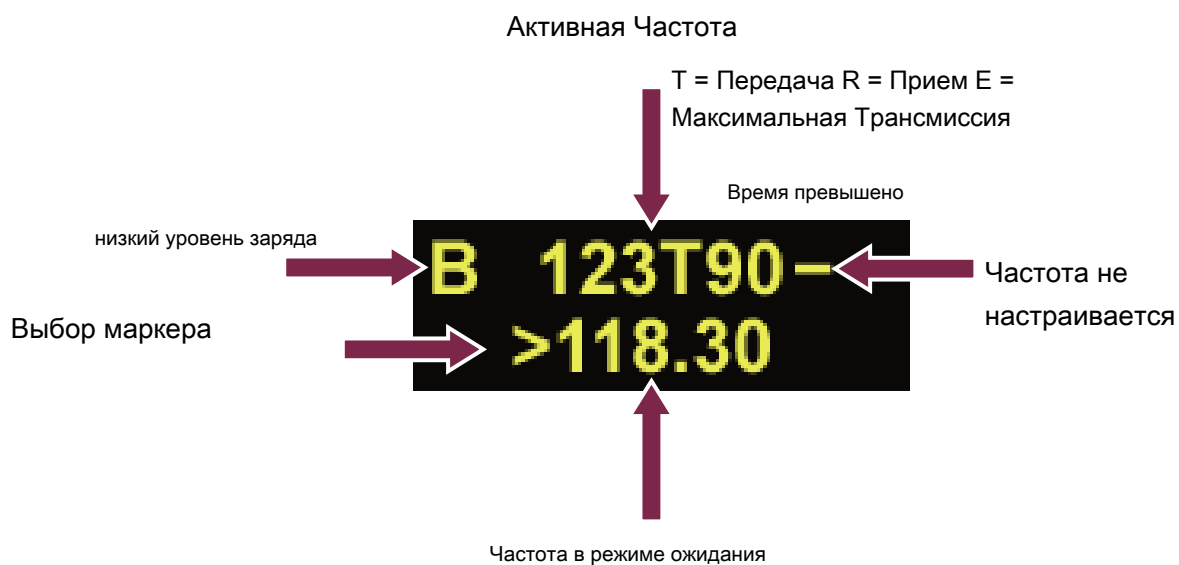 Активная Частота
T = Передача R = Прием E =
Максимальная Трансмиссия
Время превышено
низкий уровень заряда
B 123T90–
Частота не
настраивается
Выбор маркера
>118.30
Частота в режиме ожидания